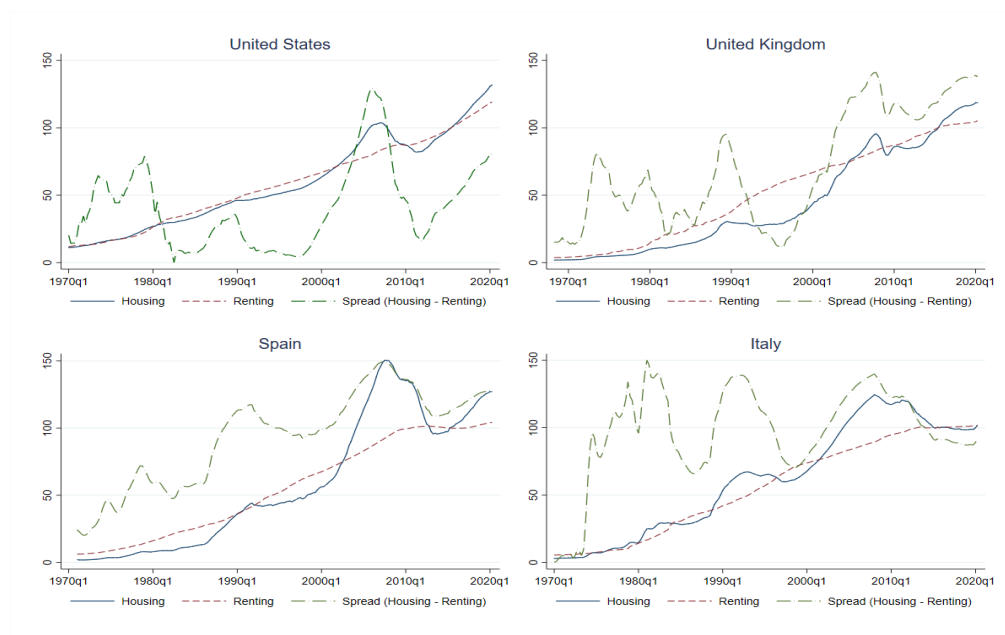 United States
150
100
50
0
1970q1 1980q1 1990q1 2000q1 2010q1 2020q1
Housing Renting Spread (Housing - Renting)
United Kingdom
150
100
50
0
1970q1 1980q1 1990q1 2000q1 2010q1 2020q1
Housing Renting Spread (Housing - Renting)
Spain
150
100
50
0
1970q1 1980q1 1990q1 2000q1 2010q1 2020q1
Housing Renting Spread (Housing - Renting)
Italy
150
100
50
0
1970q1 1980q1 1990q1 2000q1 2010q1 2020q1
Housing Renting Spread (Housing - Renting)